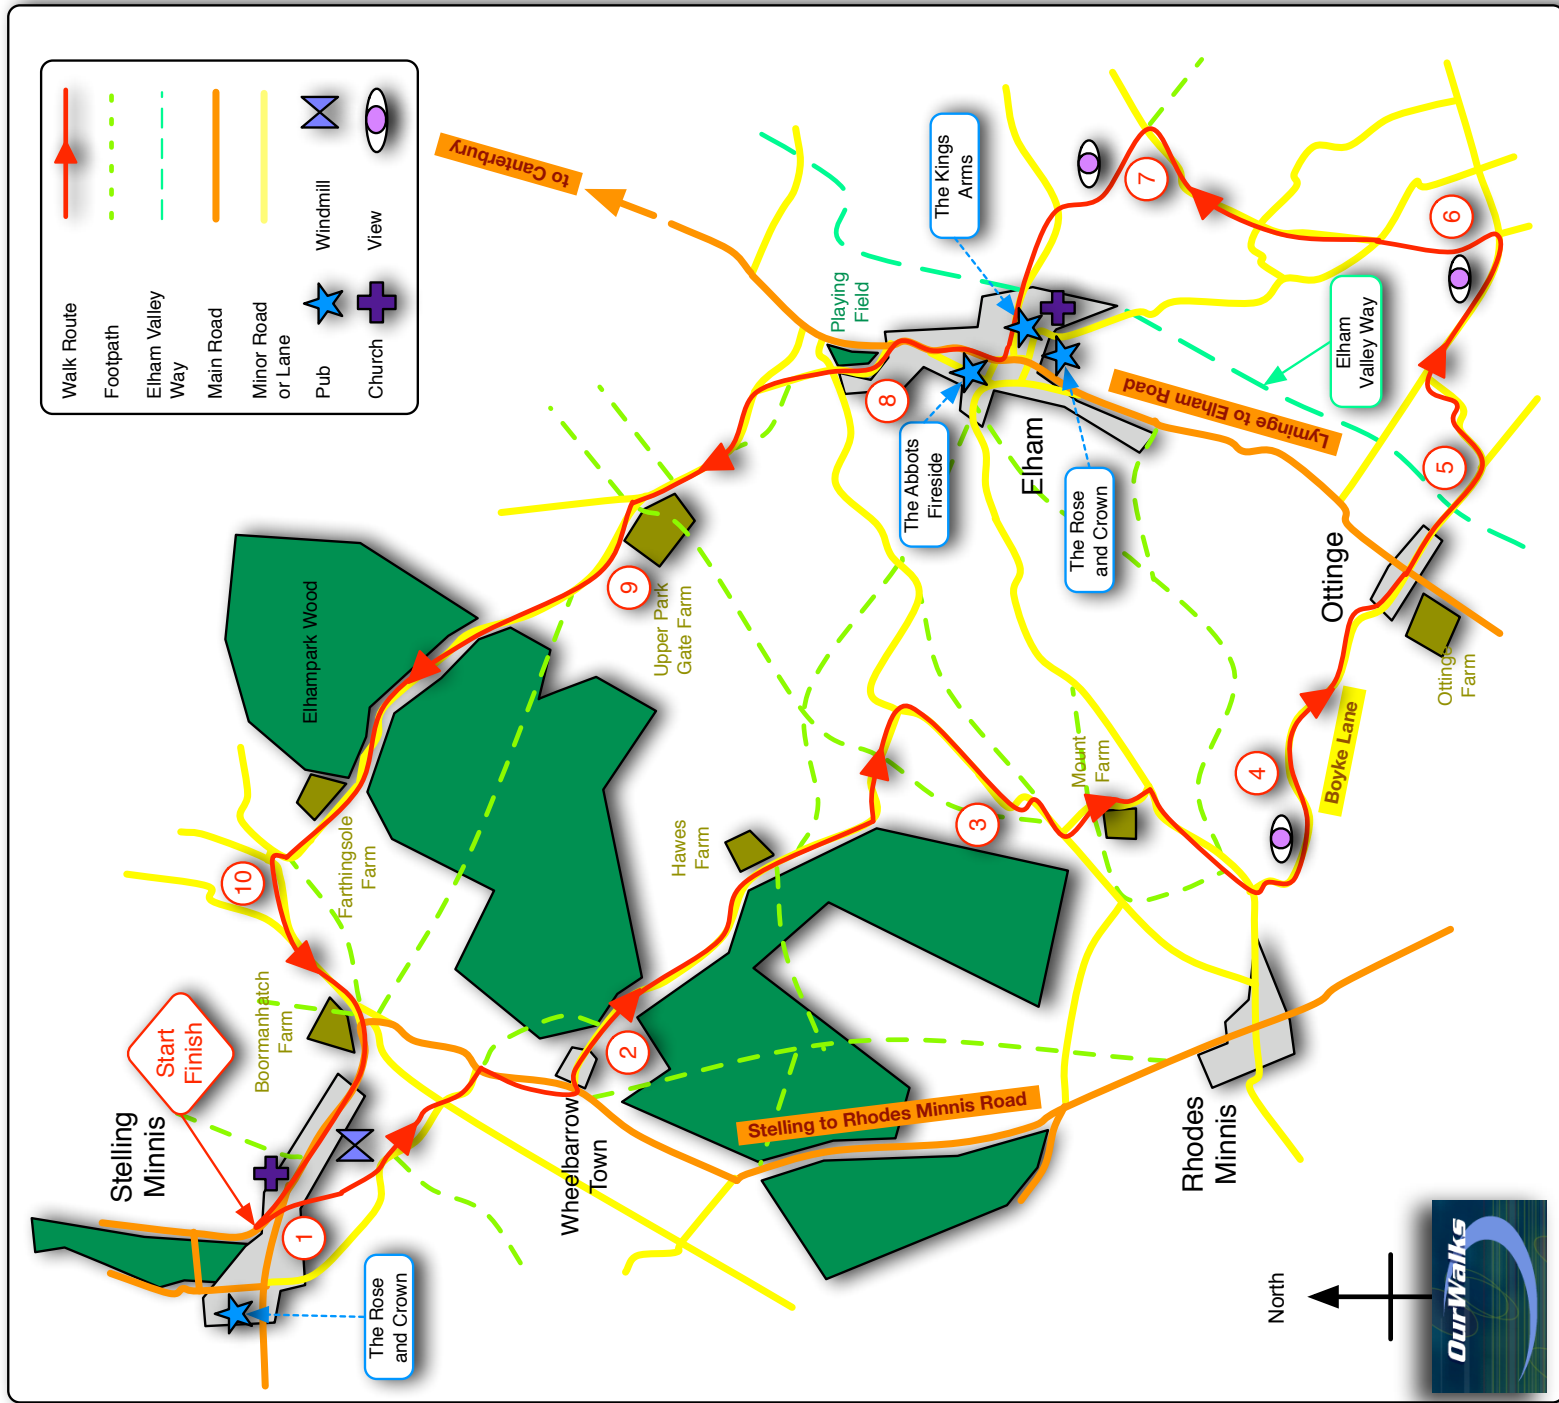 Walk Route
Footpath
Elham Valley
Way
Main Road
Minor Road
or Lane
Pub
Windmill
Church
View
to Canterbury
The Kings
Arms
Playing
Field
7
6
8
The Abbots
Fireside
Elham
The Rose
and Crown
Lyminge to Elham Road
Elham
Valley Way
5
Ottinge
Ottinge
Farm
Boyke Lane
4
Mount
Farm
3
Upper Park
Gate Farm
9
Elhampark Wood
Farthingsole
Farm
10
Hawes
Farm
Boormanhatch
Farm
Start
Finish
Stelling
Minnis
1
The Rose
and Crown
2
Wheelbarrow
Town
Stelling to Rhodes Minnis Road
Rhodes
Minnis
North
OurWalks